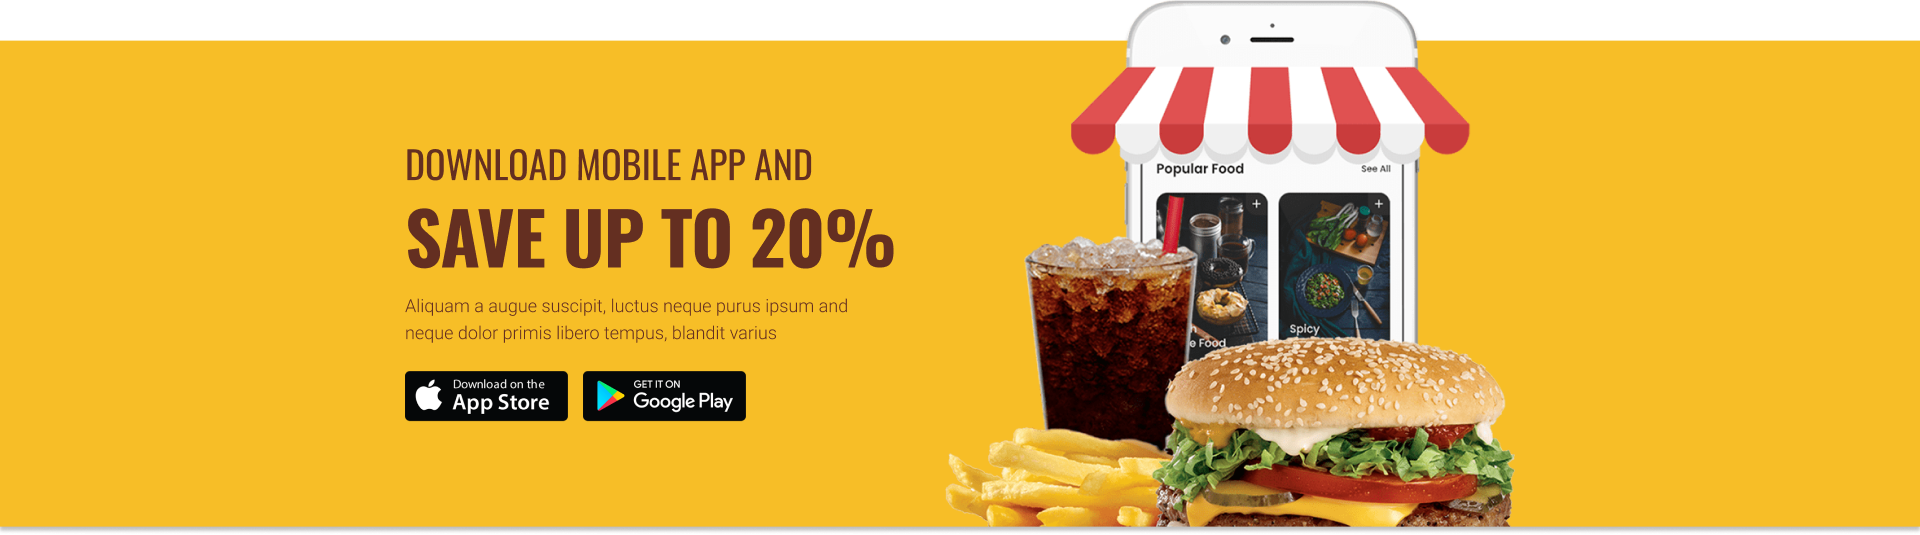 DOWNLOAD MOBILE APP AND
SAVE UP TO 20%
Aliquam a augue suscipit, luctus neque purus ipsum and
neque dolor primis libero tempus, blandit varius
Download on the
App Store
GET IT ON
Google Play
Popular Food
See All
+
+
Spicy
Food